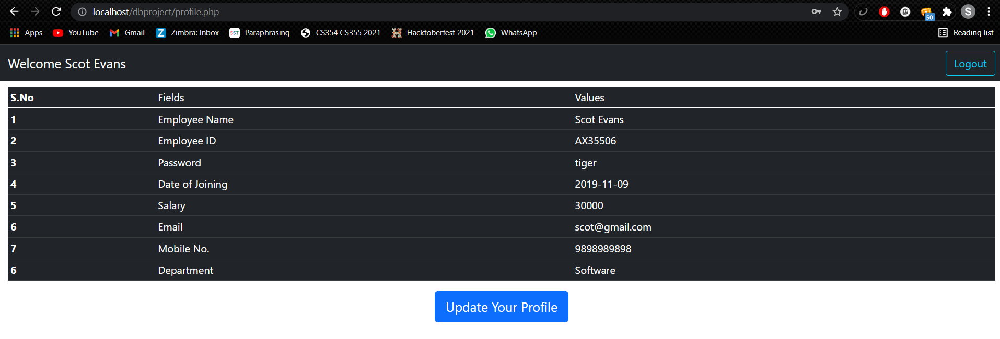 localhost/dbproject/profile.php
S
50
Apps YouTube Gmail Z Zimbra: Inbox SST Paraphrasing CS354 CS355 2021 Hacktoberfest 2021 WhatsApp Reading list
Welcome Scot Evans Logout
S.No Fields Values
1 Employee Name Scot Evans
2 Employee ID AX35506
3 Password tiger
4 Date of Joining 2019-11-09
5 Salary 30000
6 Email scot@gmail.com
7 Mobile No. 9898989898
6 Department Software
Update Your Profile